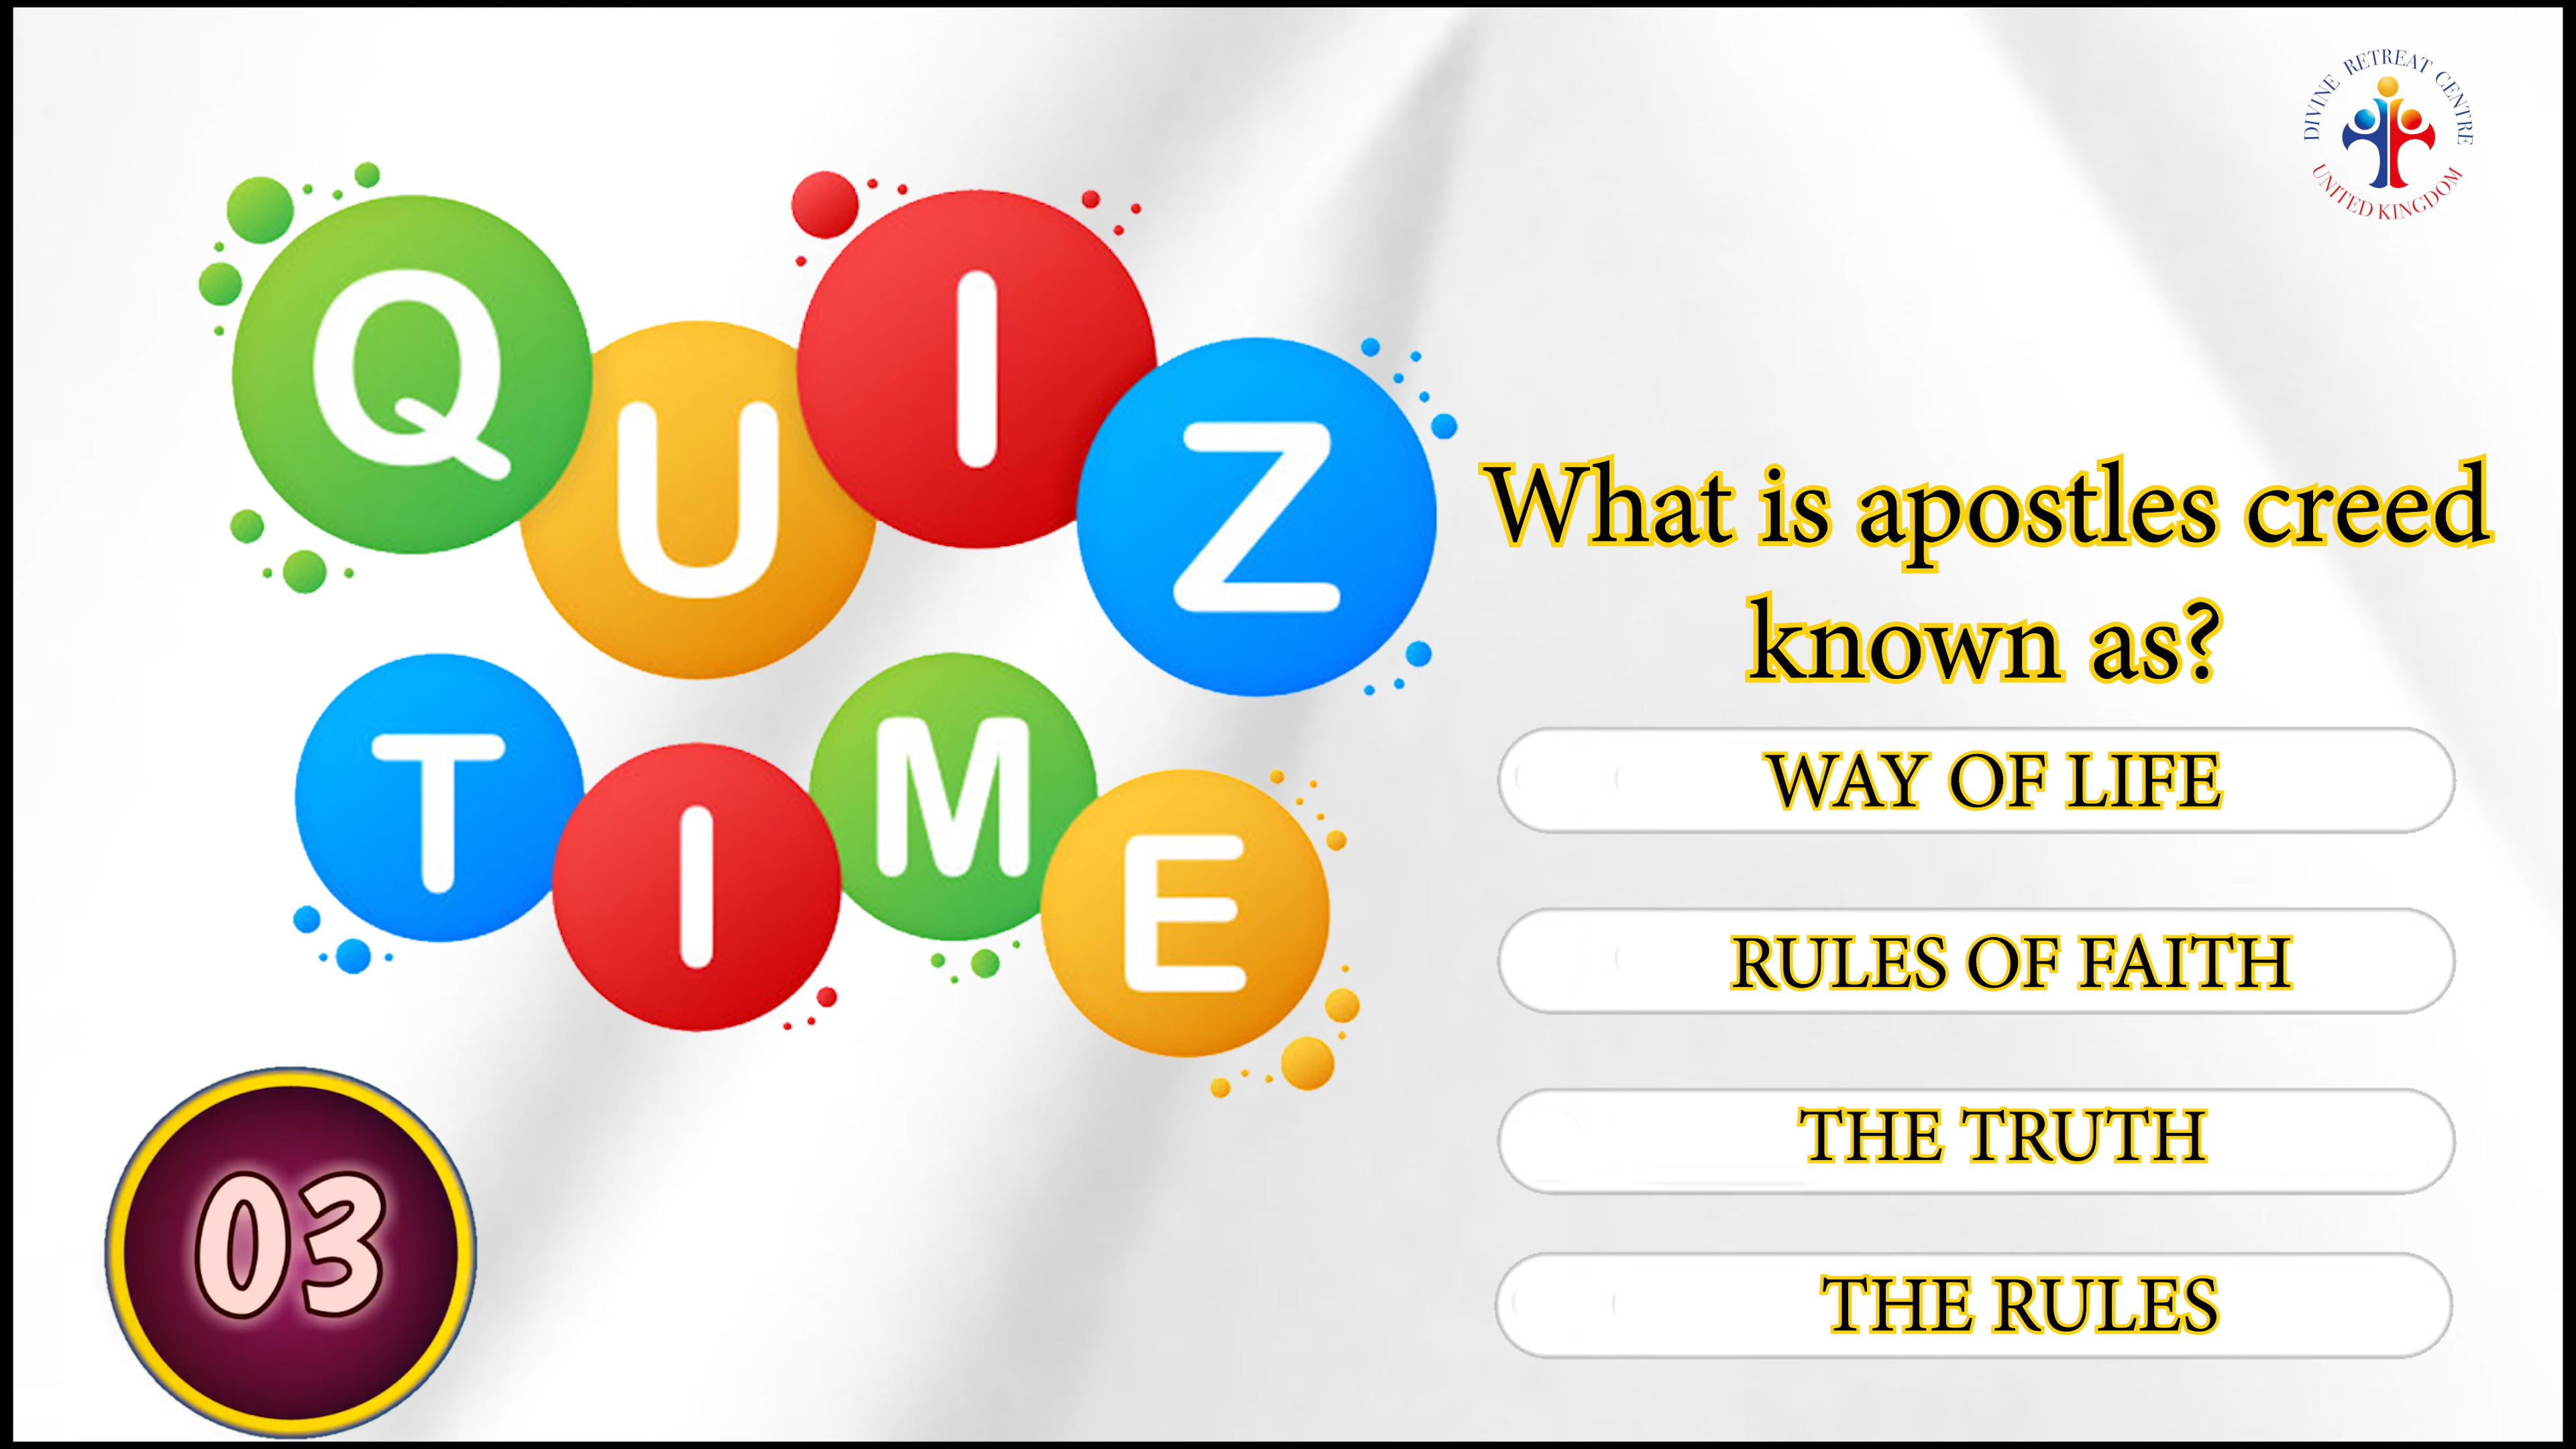 DIVINE RETREAT CENTRE
UNITED KINGDOM
QUIZ
TIME
What is apostles creed
known as?
WAY OF LIFE
RULES OF FAITH
THE TRUTH
THE RULES
03